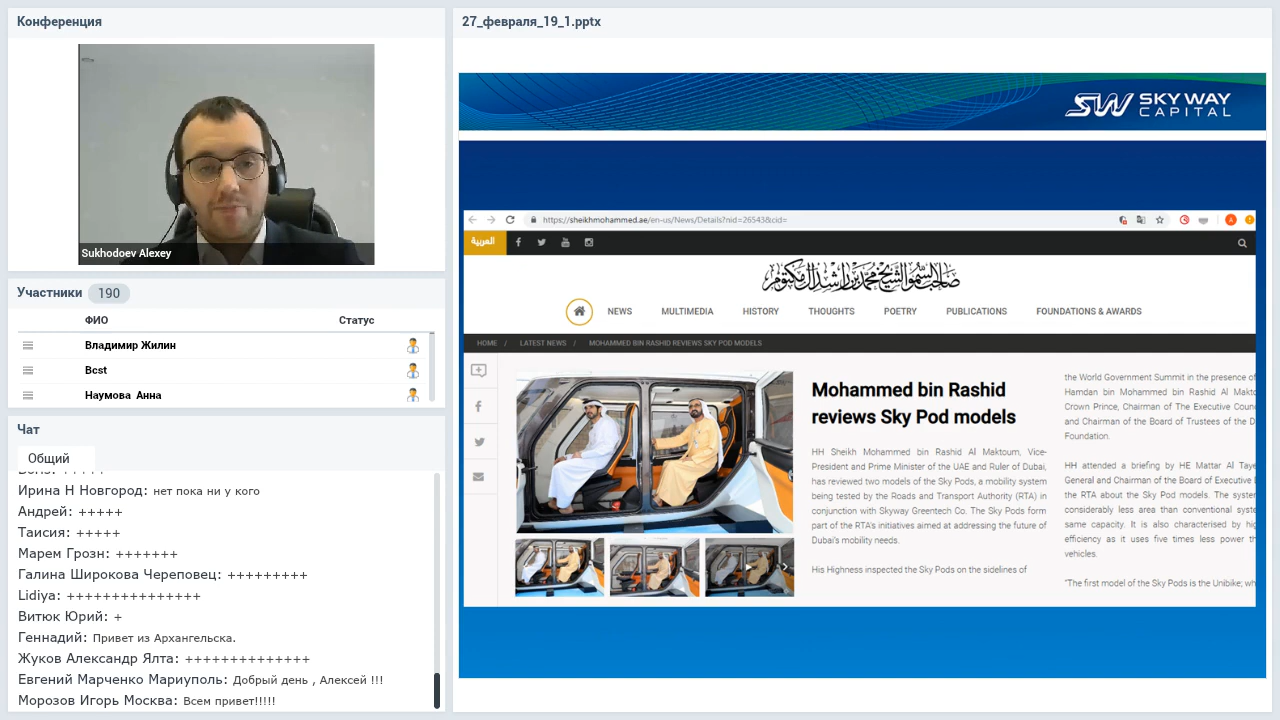 Конференция
Sukhodoev Alexey
Участники 190
ФИО Статус
Владимир Жилин
Bcst
Наумова Анна
Чат
Общий
Ирина Н Новгород: нет пока ни у кого
Андрей: +++++
Таисия: +++++
Марем Грозн: +++++++
Галина Широкова Череповец: +++++++++
Lidiya: +++++++++++++++
Витюк Юрий: +
Геннадий: Привет из Архангельска.
Жуков Александр Ялта: ++++++++++++++
Евгений Марченко Мариуполь: Добрый день , Алексей !!!
Морозов Игорь Москва: Всем привет!!!!!
27_февраля_19_1.pptx
SW SKY WAY
CAPITAL
https://sheikhmohammed.ae/en-us/News/Details?nid=26543&cid=
العربية
HOME NEWS MULTIMEDIA HISTORY THOUGHTS POETRY PUBLICATIONS FOUNDATIONS & AWARDS
HOME / LATEST NEWS / MOHAMMED BIN RASHID REVIEWS SKY POD MODELS
Mohammed bin Rashid
reviews Sky Pod models
HH Sheikh Mohammed bin Rashid Al Maktoum, Vice-
President and Prime Minister of the UAE and Ruler of Dubai,
has reviewed two models of the Sky Pods, a mobility system
being tested by the Roads and Transport Authority (RTA) in
conjunction with Skyway Greentech Co. The Sky Pods form
part of the RTA's initiatives aimed at addressing the future of
Dubai's mobility needs.
His Highness inspected the Sky Pods on the sidelines of
the World Government Summit in the presence of
Hamdan bin Mohammed bin Rashid Al
Crown Prince, Chairman of The Executive
and Chairman of the Board of Trustees of the
Foundation.
HH attended a briefing by HE Mattar Al
General and Chairman of the Board of Executive
the RTA about the Sky Pod models. The
considerably less area than conventional
same capacity. It is also characterised by
efficiency as it uses five times less power
vehicles.
"The first model of the Sky Pods is the Unibike;